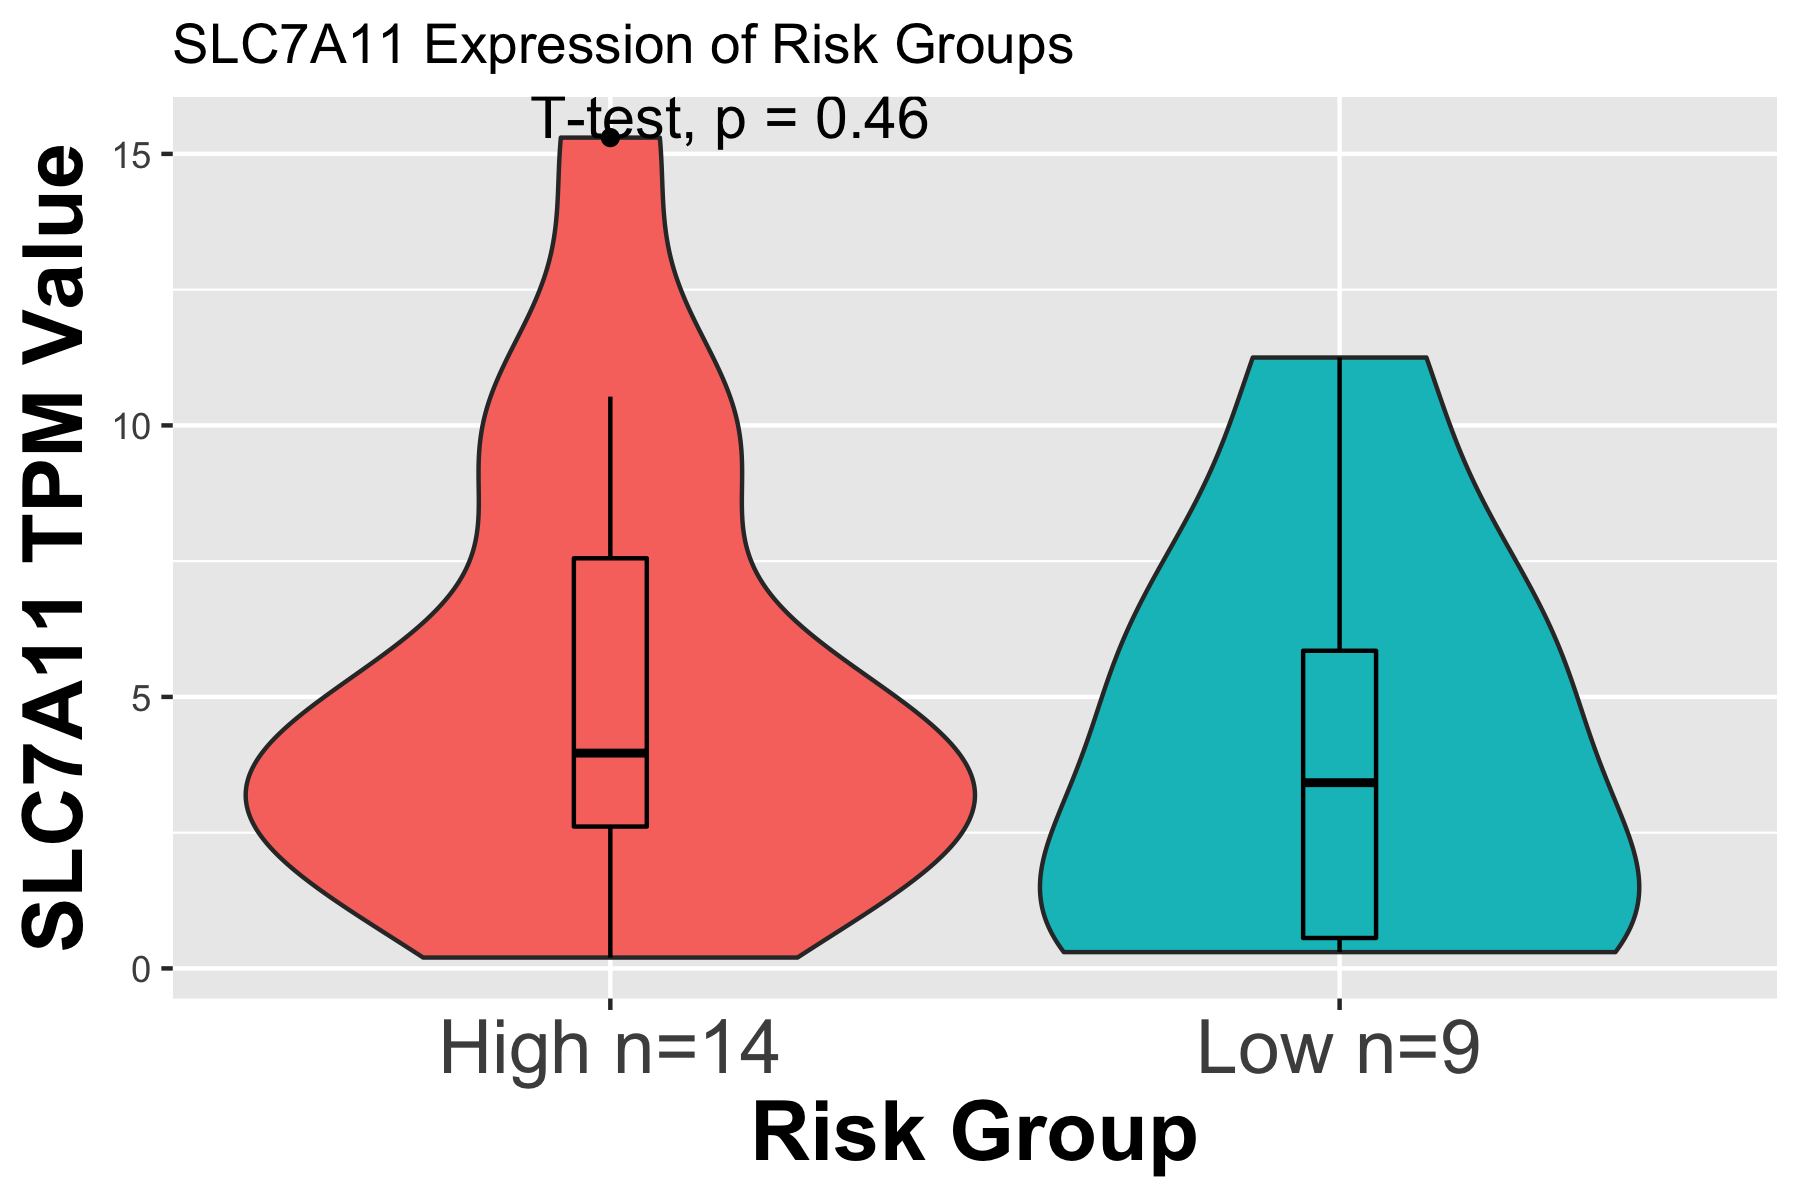 SLC7A11 Expression of Risk Groups
T-test, p = 0.46
SLC7A11 TPM Value
15
10
5
0
High n=14
Low n=9
Risk Group